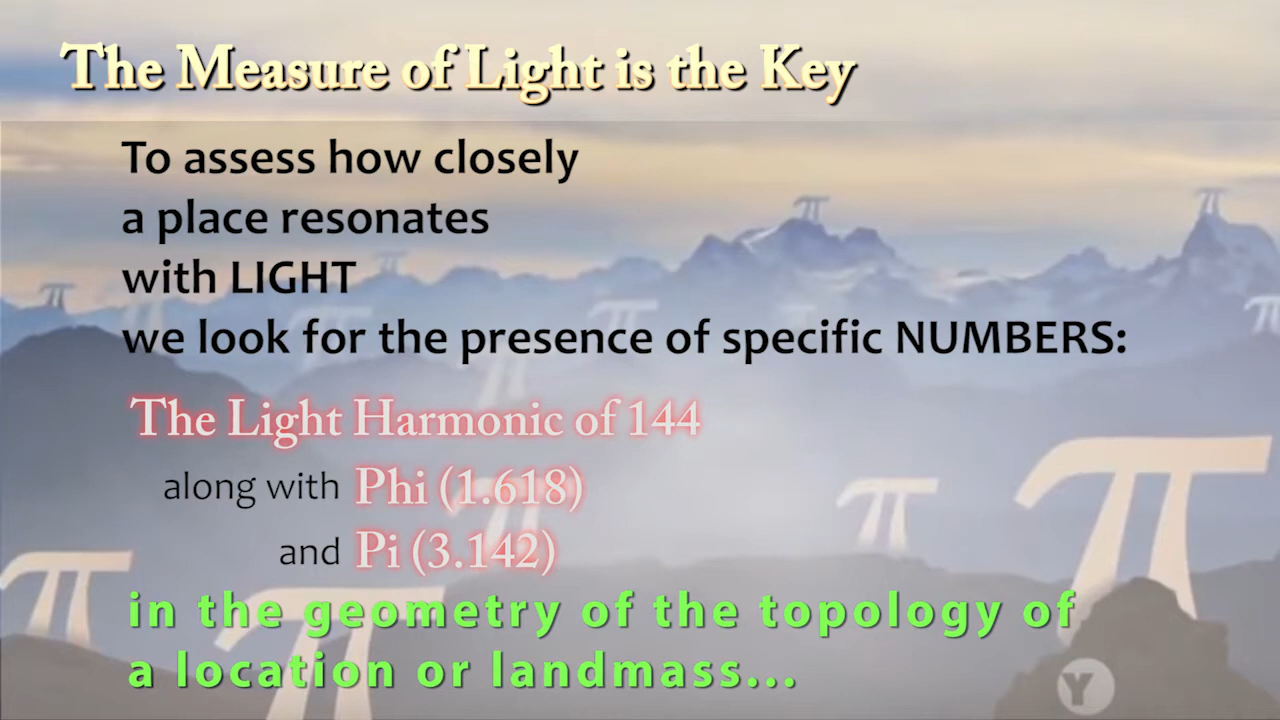 The Measure of Light is the Key
To assess how closely
a place resonates
with LIGHT
we look for the presence of specific NUMBERS:
The Light Harmonic of 144
along with Phi (1.618)
and Pi (3.142)
in the geometry of the topology of
a location or landmass...
π
π
π
π
π
π
π
π
π
π
π
π
Y